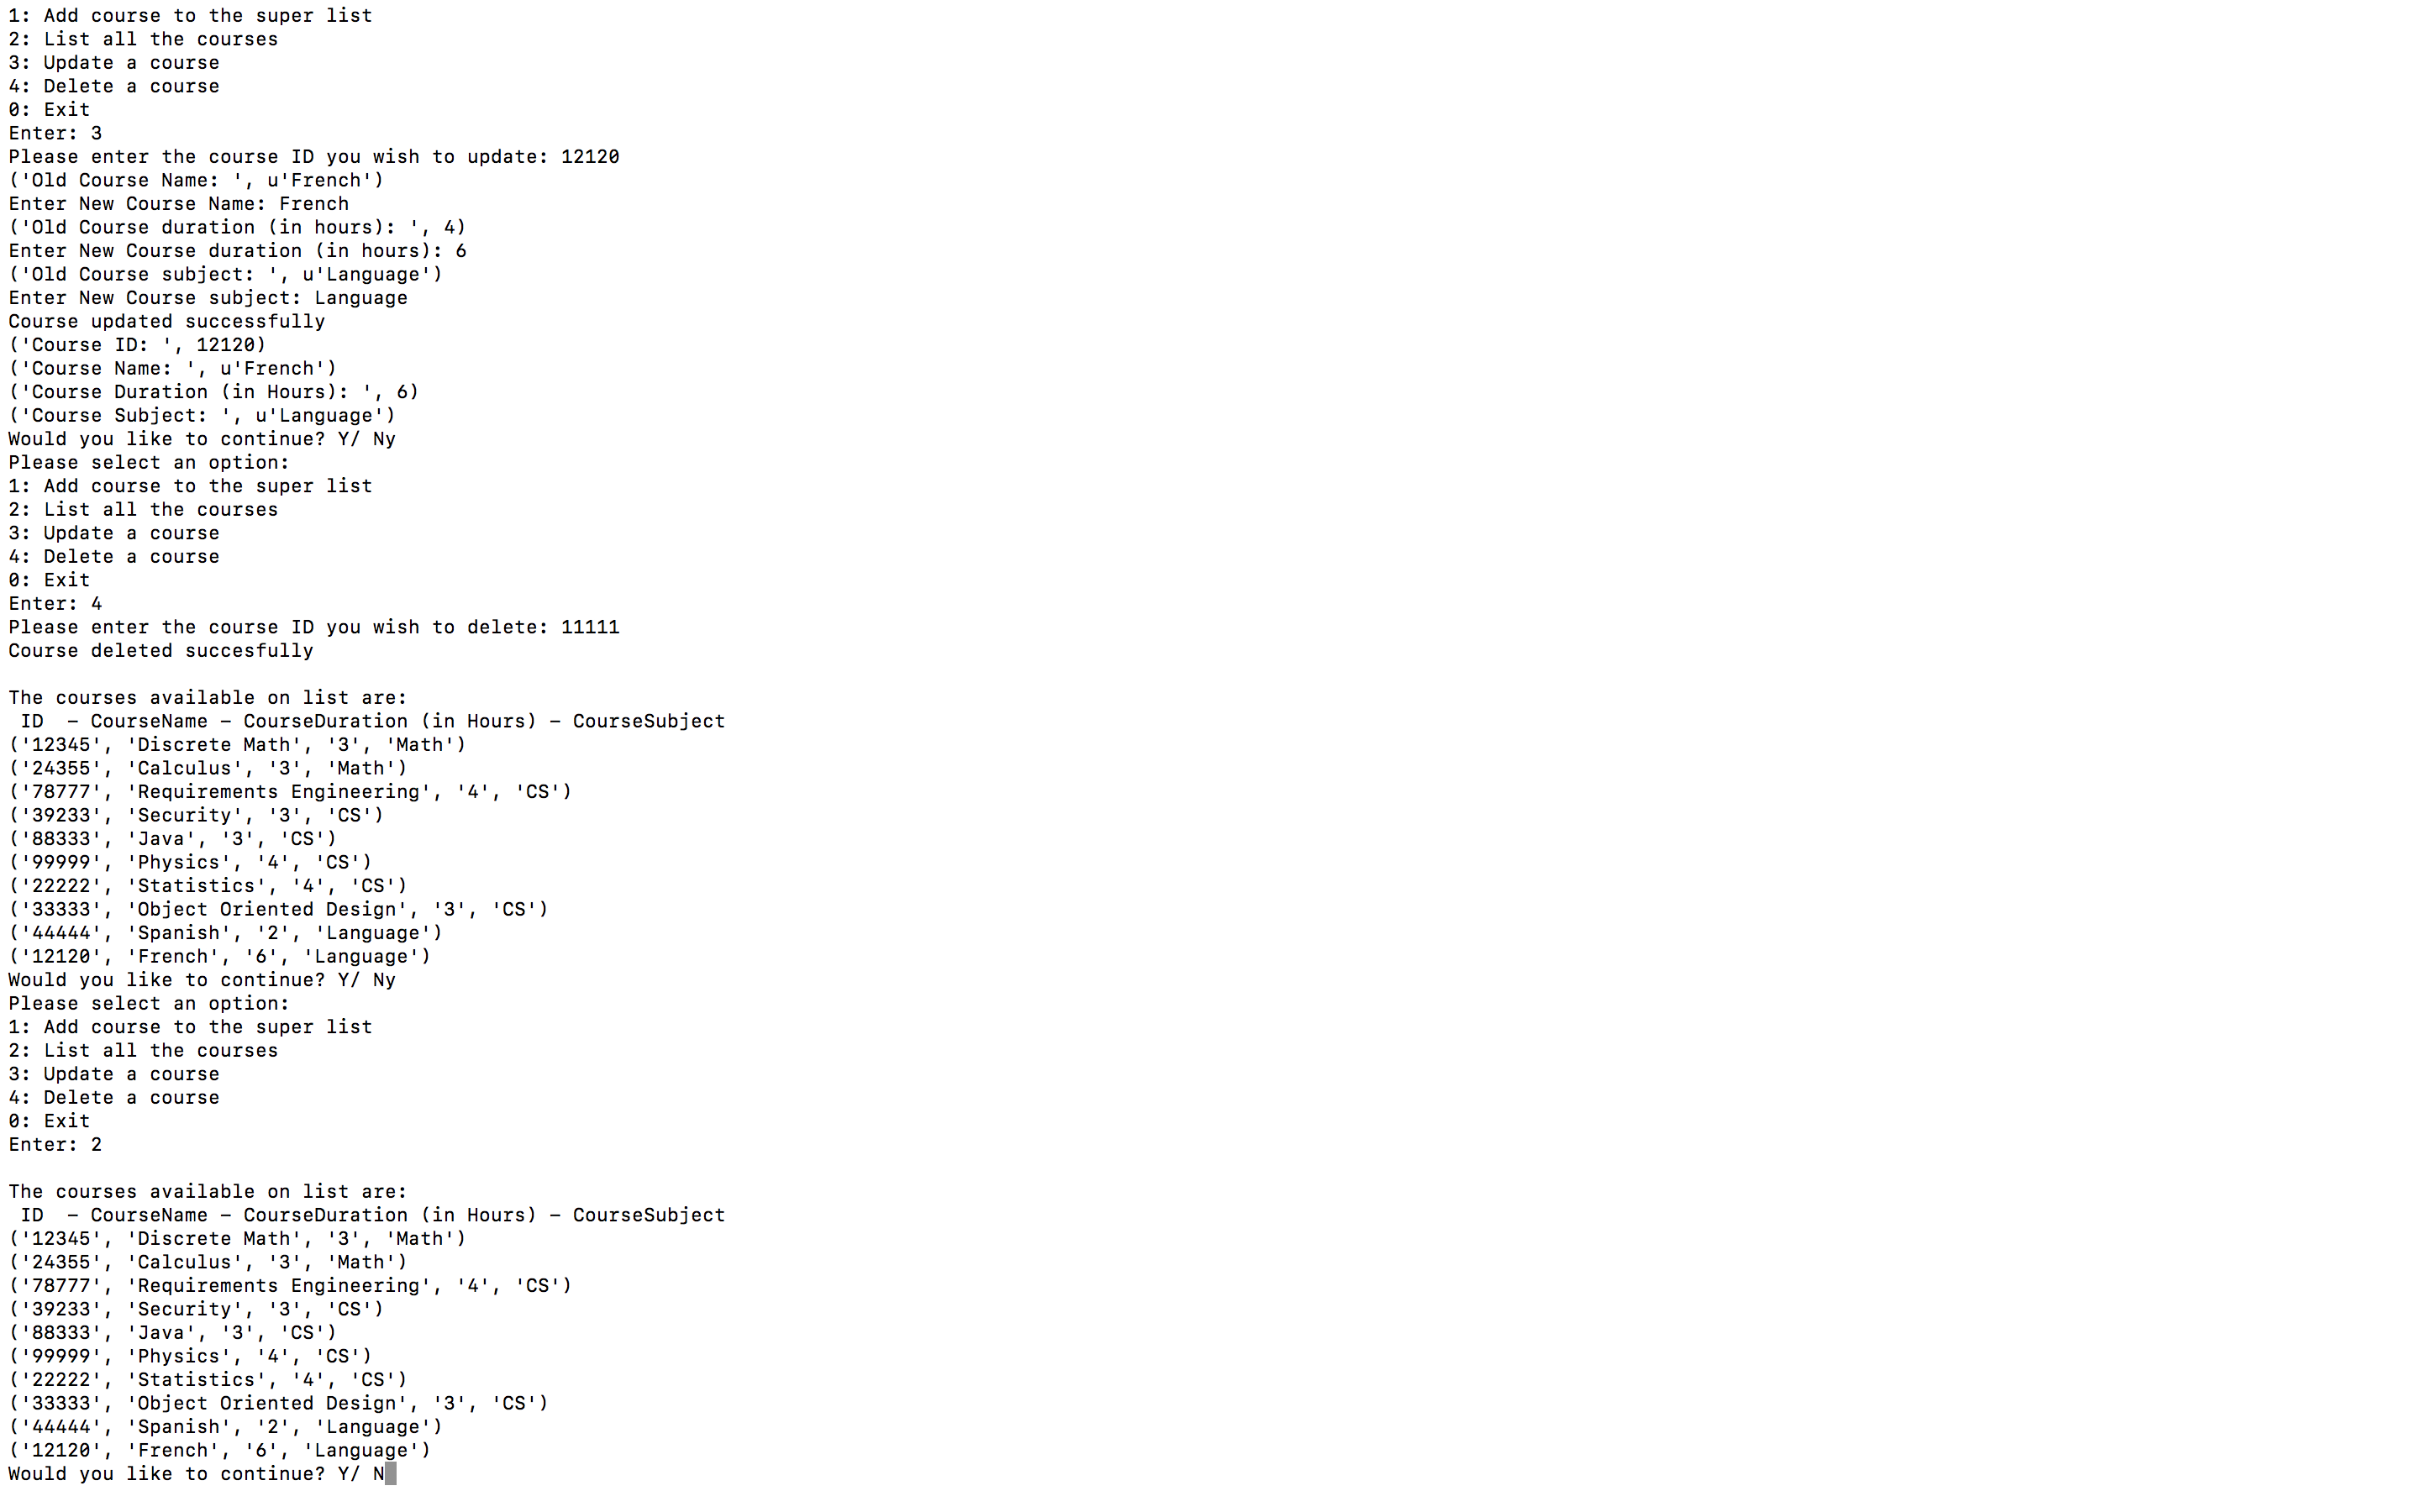 1: Add course to the super list
2: List all the courses
3: Update a course
4: Delete a course
0: Exit
Enter: 3
Please enter the course ID you wish to update: 12120
('Old Course Name: ', u'French')
Enter New Course Name: French
('Old Course duration (in hours): ', 4)
Enter New Course duration (in hours): 6
('Old Course subject: ', u'Language')
Enter New Course subject: Language
Course updated successfully
('Course ID: ', 12120)
('Course Name: ', u'French')
('Course Duration (in Hours): ', 6)
('Course Subject: ', u'Language')
Would you like to continue? Y/ Ny
Please select an option:
1: Add course to the super list
2: List all the courses
3: Update a course
4: Delete a course
0: Exit
Enter: 4
Please enter the course ID you wish to delete: 11111
Course deleted succesfully

The courses available on list are:
 ID  – CourseName – CourseDuration (in Hours) – CourseSubject
('12345', 'Discrete Math', '3', 'Math')
('24355', 'Calculus', '3', 'Math')
('78777', 'Requirements Engineering', '4', 'CS')
('39233', 'Security', '3', 'CS')
('88333', 'Java', '3', 'CS')
('99999', 'Physics', '4', 'CS')
('22222', 'Statistics', '4', 'CS')
('33333', 'Object Oriented Design', '3', 'CS')
('44444', 'Spanish', '2', 'Language')
('12120', 'French', '6', 'Language')
Would you like to continue? Y/ Ny
Please select an option:
1: Add course to the super list
2: List all the courses
3: Update a course
4: Delete a course
0: Exit
Enter: 2

The courses available on list are:
 ID  – CourseName – CourseDuration (in Hours) – CourseSubject
('12345', 'Discrete Math', '3', 'Math')
('24355', 'Calculus', '3', 'Math')
('78777', 'Requirements Engineering', '4', 'CS')
('39233', 'Security', '3', 'CS')
('88333', 'Java', '3', 'CS')
('99999', 'Physics', '4', 'CS')
('22222', 'Statistics', '4', 'CS')
('33333', 'Object Oriented Design', '3', 'CS')
('44444', 'Spanish', '2', 'Language')
('12120', 'French', '6', 'Language')
Would you like to continue? Y/ N